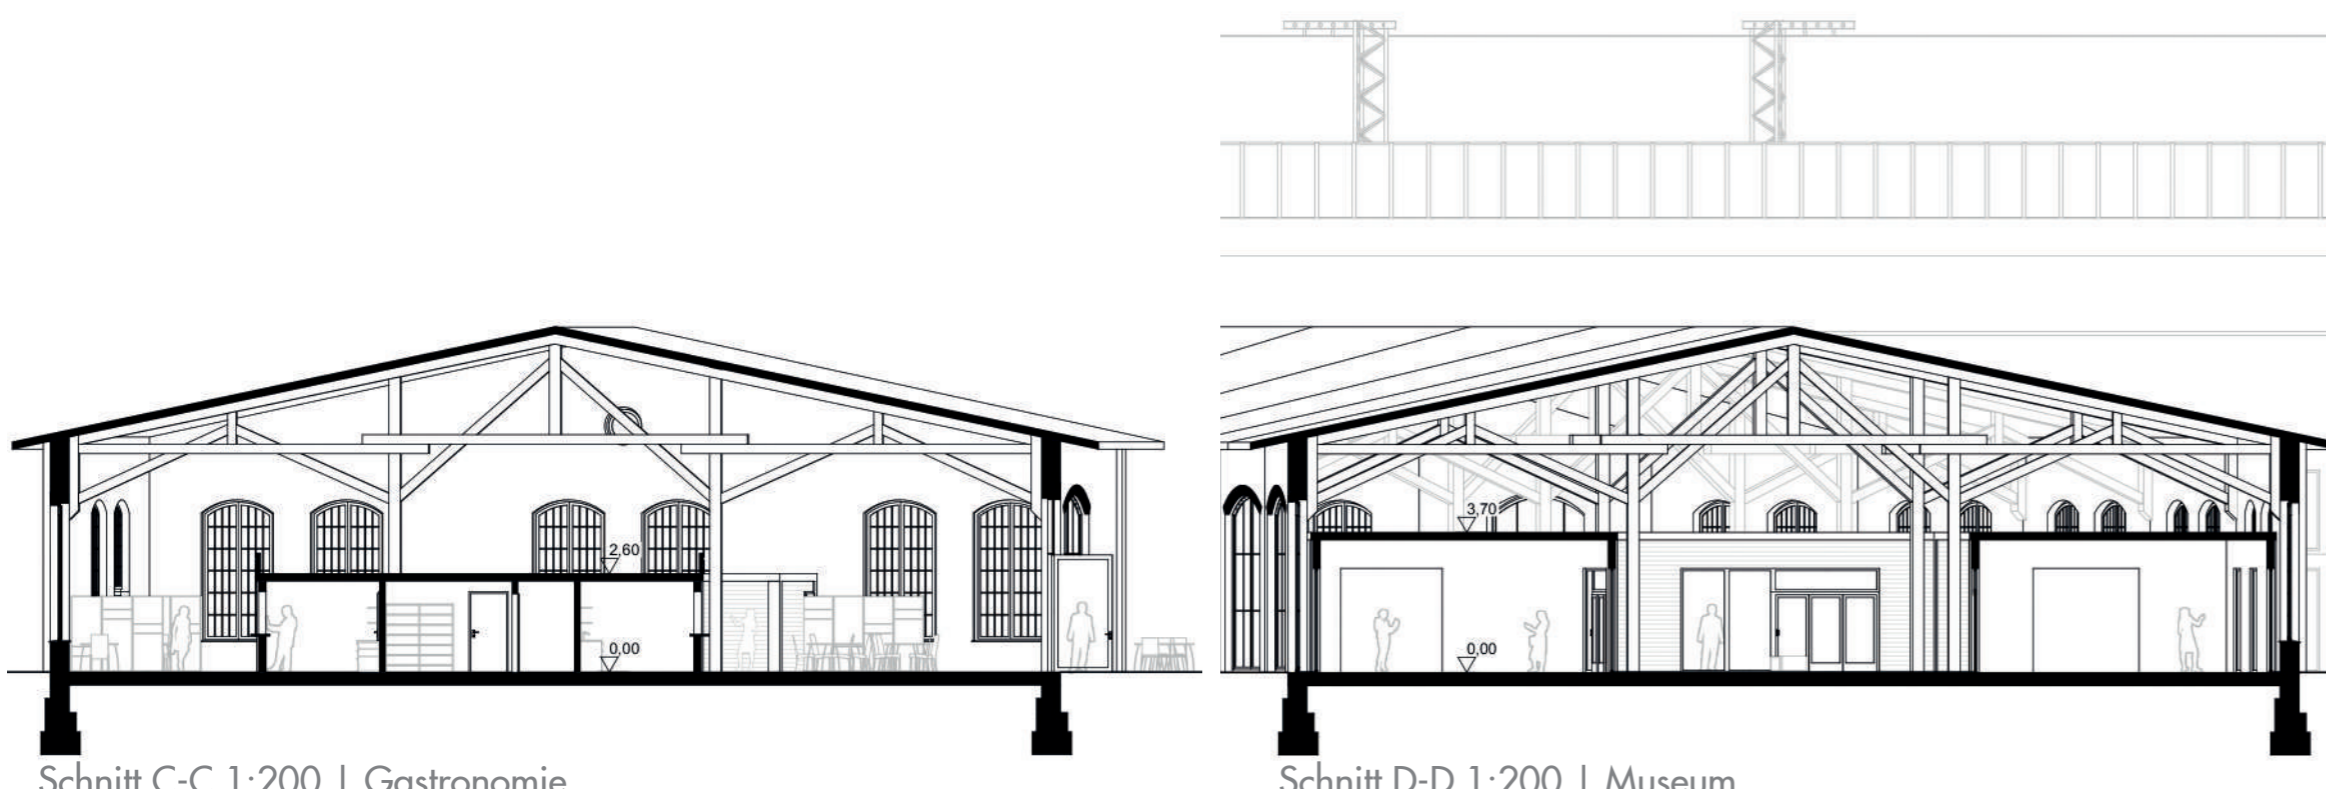 3,70
2,60
0,00
0,00
Schnitt C-C 1:200 | Gastronomie
Schnitt D-D 1:200 | Museum